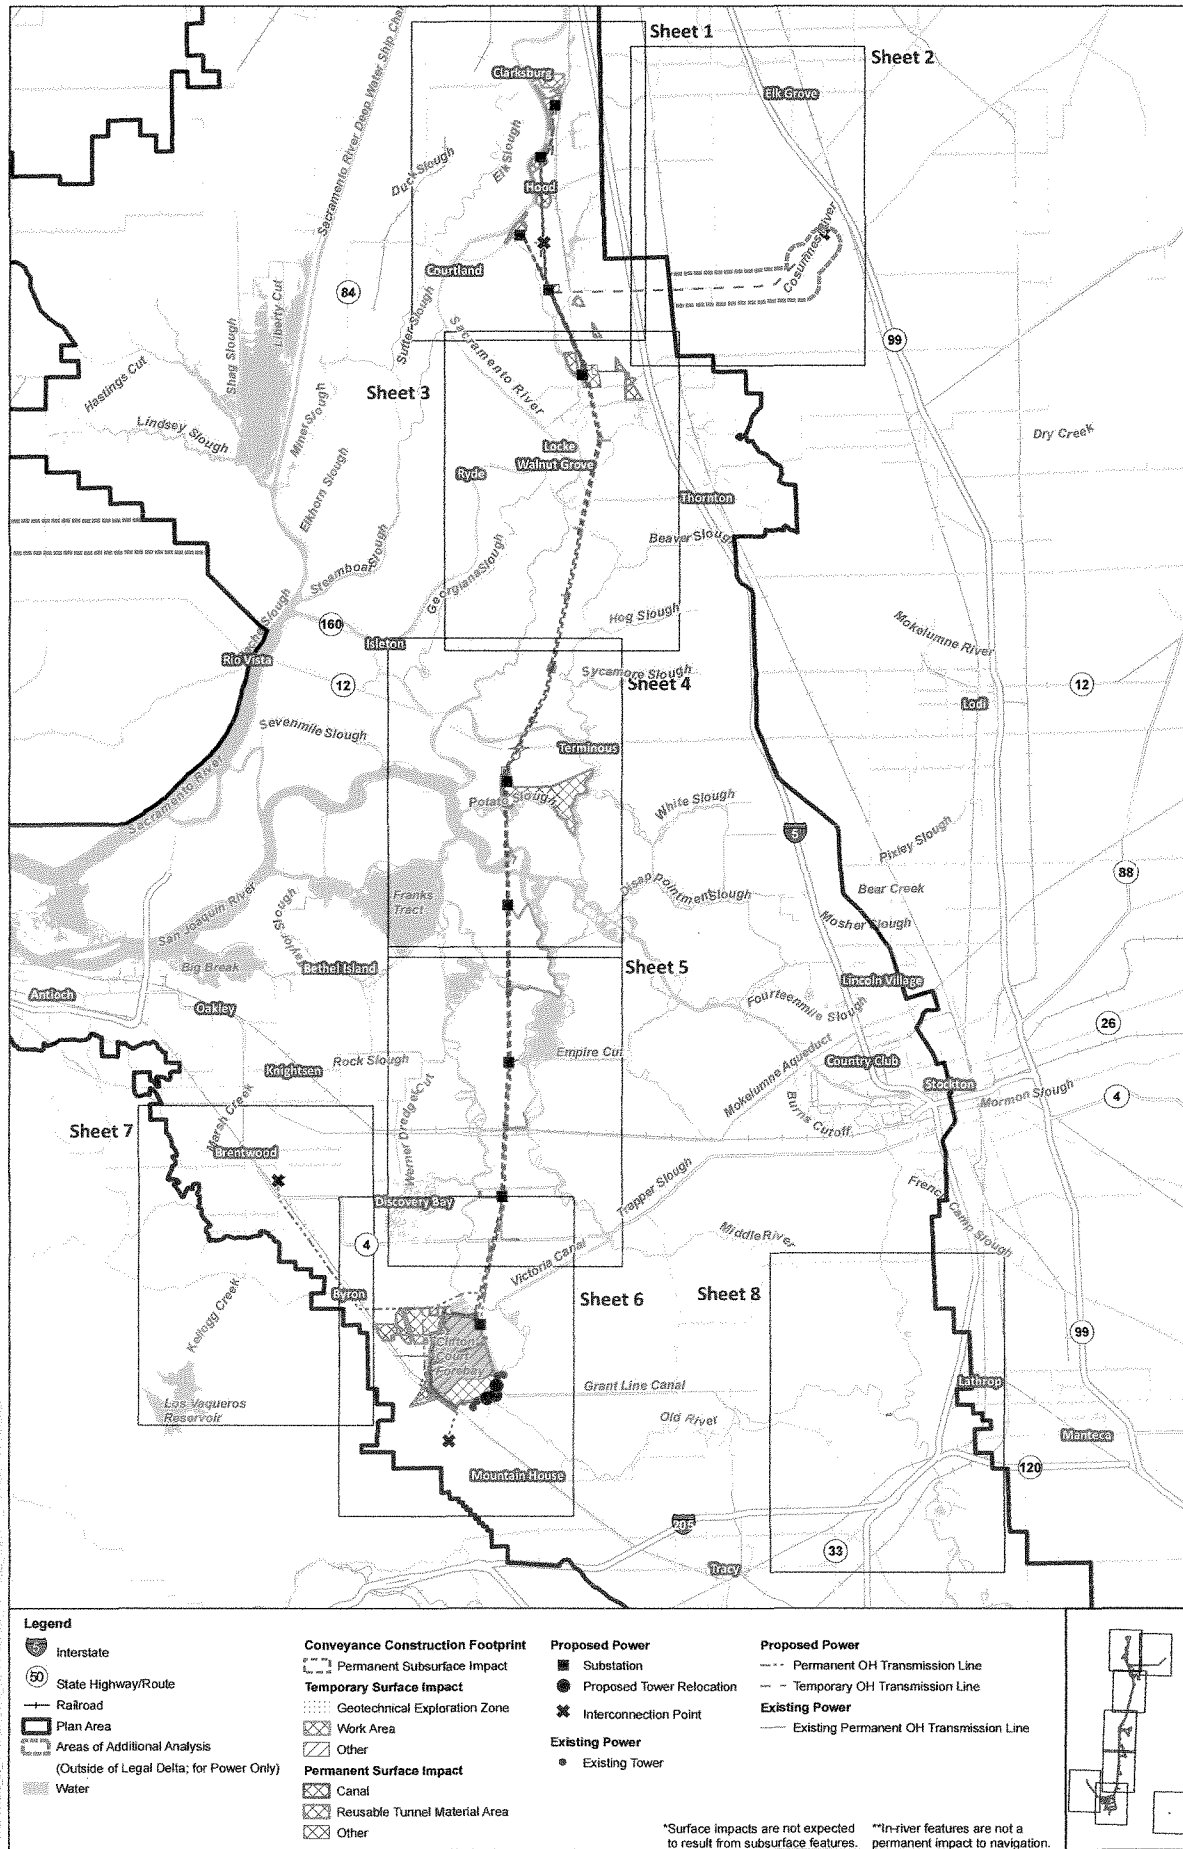 Sheet 1
Sheet 2
Clarksburg
Elk Grove
Sacramento River Deep Water Ship Cha
Duck Slough
Elk Slough
Hood
Cosumnes River
Courtland
84
Liberty Cut
Sutter Slough
Shag Slough
Sacramento River
99
Hastings Cut
Sheet 3
Lindsey Slough
Miner Slough
Dry Creek
Locke
Walnut Grove
Ryde
Elkhorn Slough
Thornton
Beaver Slough
Steamboat Slough
Georgiana Slough
Hog Slough
Cache Slough
160
Isleton
Mokelumne River
Rio Vista
Sycamore Slough
12
Sheet 4
12
Lodi
Sevenmile Slough
Terminous
Sacramento River
Potato Slough
White Slough
5
Pixley Slough
88
Franks
Tract
Disappointment Slough
Bear Creek
Mosher Slough
San Joaquin River
Taylor Slough
Big Break
Bethel Island
Sheet 5
Lincoln Village
Antioch
Oakley
Fourteenmile Slough
26
Rock Slough
Empire Cut
Mokelumne Aqueduct
Country Club
Knightsen
Stockton
Werner Dredger Cut
Burns Cutoff
Mormon Slough
4
Sheet 7
Marsh Creek
Brentwood
Trapper Slough
French Camp Slough
Discovery Bay
Middle River
4
Victoria Canal
Byron
Sheet 6
Sheet 8
Kellogg Creek
Clifton
Court
Forebay
99
Grant Line Canal
Lathrop
Los Vaqueros
Reservoir
Old River
Manteca
120
Mountain House
205
33
Tracy
Legend
5 Interstate
50 State Highway/Route
Railroad
Plan Area
Areas of Additional Analysis
(Outside of Legal Delta; for Power Only)
Water
Conveyance Construction Footprint
Permanent Subsurface Impact
Temporary Surface Impact
Geotechnical Exploration Zone
Work Area
Other
Permanent Surface Impact
Canal
Reusable Tunnel Material Area
Other
Proposed Power
Substation
Proposed Tower Relocation
Interconnection Point
Existing Power
Existing Tower
Proposed Power
Permanent OH Transmission Line
Temporary OH Transmission Line
Existing Power
Existing Permanent OH Transmission Line
*Surface impacts are not expected
to result from subsurface features.
**In-river features are not a
permanent impact to navigation.